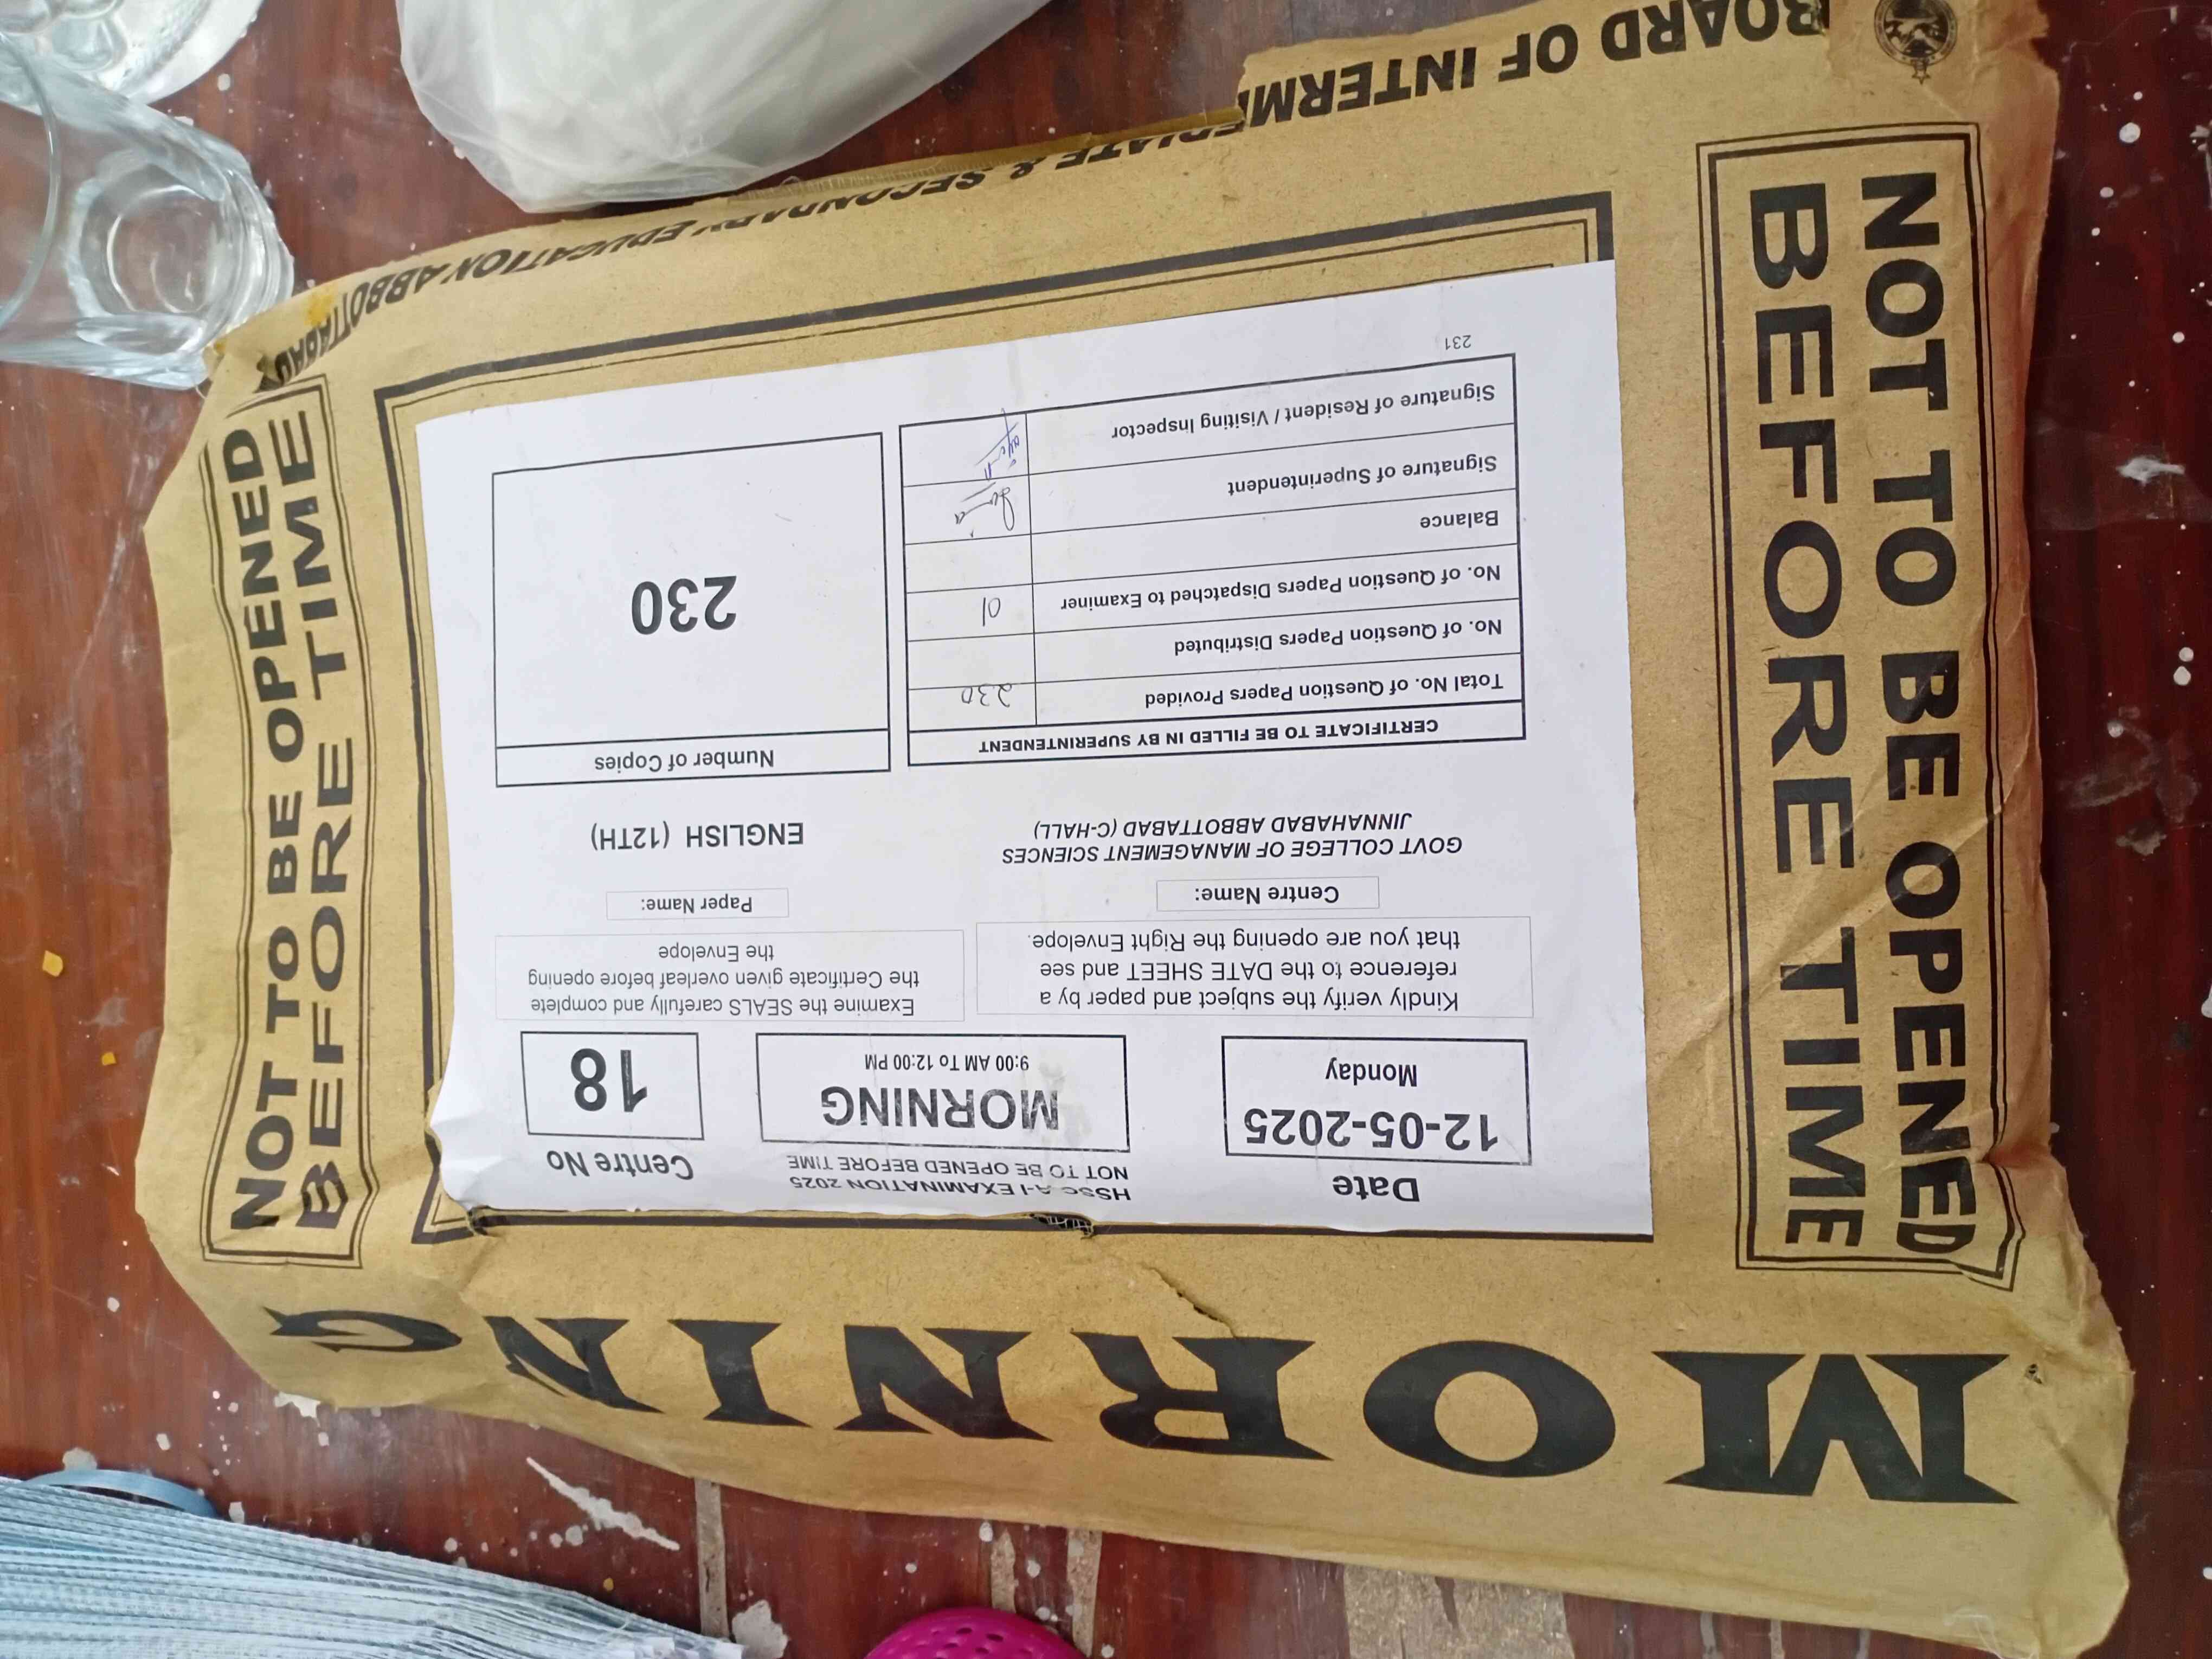 MORNING
NOT TO BE OPENED
BEFORE TIME
NOT TO BE OPENED
BEFORE TIME
Date
12-05-2025
Monday
HSSC A-I EXAMINATION 2025
NOT TO BE OPENED BEFORE TIME
MORNING
9:00 AM To 12:00 PM
Centre No
18
Kindly verify the subject and paper by a
reference to the DATE SHEET and see
that you are opening the Right Envelope.
Examine the SEALS carefully and complete
the Certificate given overleaf before opening
the Envelope
Centre Name:
GOVT COLLEGE OF MANAGEMENT SCIENCES
JINNAHABAD ABBOTTABAD (C-HALL)
Paper Name:
ENGLISH (12TH)
CERTIFICATE TO BE FILLED IN BY SUPERINTENDENT
Total No. of Question Papers Provided 230
No. of Question Papers Distributed
No. of Question Papers Dispatched to Examiner 01
Balance
Signature of Superintendent
Signature of Resident / Visiting Inspector
231
Number of Copies
230
BOARD OF INTERMEDIATE & SECONDARY EDUCATION ABBOTTABAD